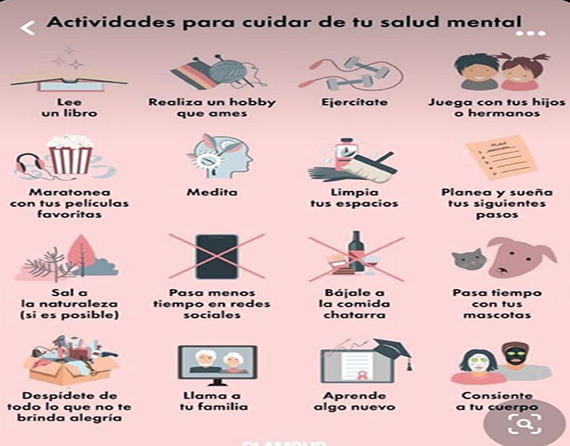 Actividades para cuidar de tu salud mental
Lee
un libro
Realiza un hobby
que ames
Ejercítate
Juega con tus hijos
o hermanos
Maratonea
con tus películas
favoritas
Medita
Limpia
tus espacios
Planea y sueña
tus siguientes
pasos
Sal a
la naturaleza
(si es posible)
Pasa menos
tiempo en redes
sociales
Bájale a
la comida
chatarra
Pasa tiempo
con tus
mascotas
Despídete de
todo lo que no te
brinda alegría
Llama a
tu familia
Aprende
algo nuevo
Consiente
a tu cuerpo
GLAMOUR